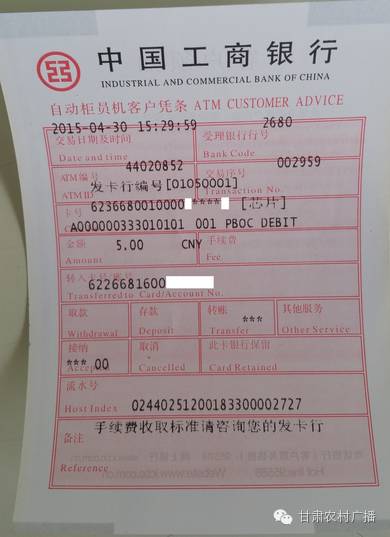 中国工商银行
INDUSTRIAL AND COMMERCIAL BANK OF CHINA
自动柜员机客户凭条 ATM CUSTOMER ADVICE
2015-04-30 15:29:59 2680
交易日期及时间 受理银行行号
Date and time Bank Code
44020852 002959
ATM编号 交易序号
发卡行编号[01050001]
ATM ID Transaction No.
卡号 6236680010000 ****** [芯片]
A000000333010101 001 PBOC DEBIT
金额 5.00 CNY 手续费
Amount Fee
转入卡号/账号
6226681600
Transferred to Card/Account No.
取款 存款 转账 其他服务
Withdrawal Deposit Transfer *** Other Service
接纳 取消 此卡银行保留
*** 00
Accepted Cancelled Card Retained
流水号
Host Index 02440251200183300002727
手续费收取标准请咨询您的发卡行
备注
Reference
甘肃农村广播